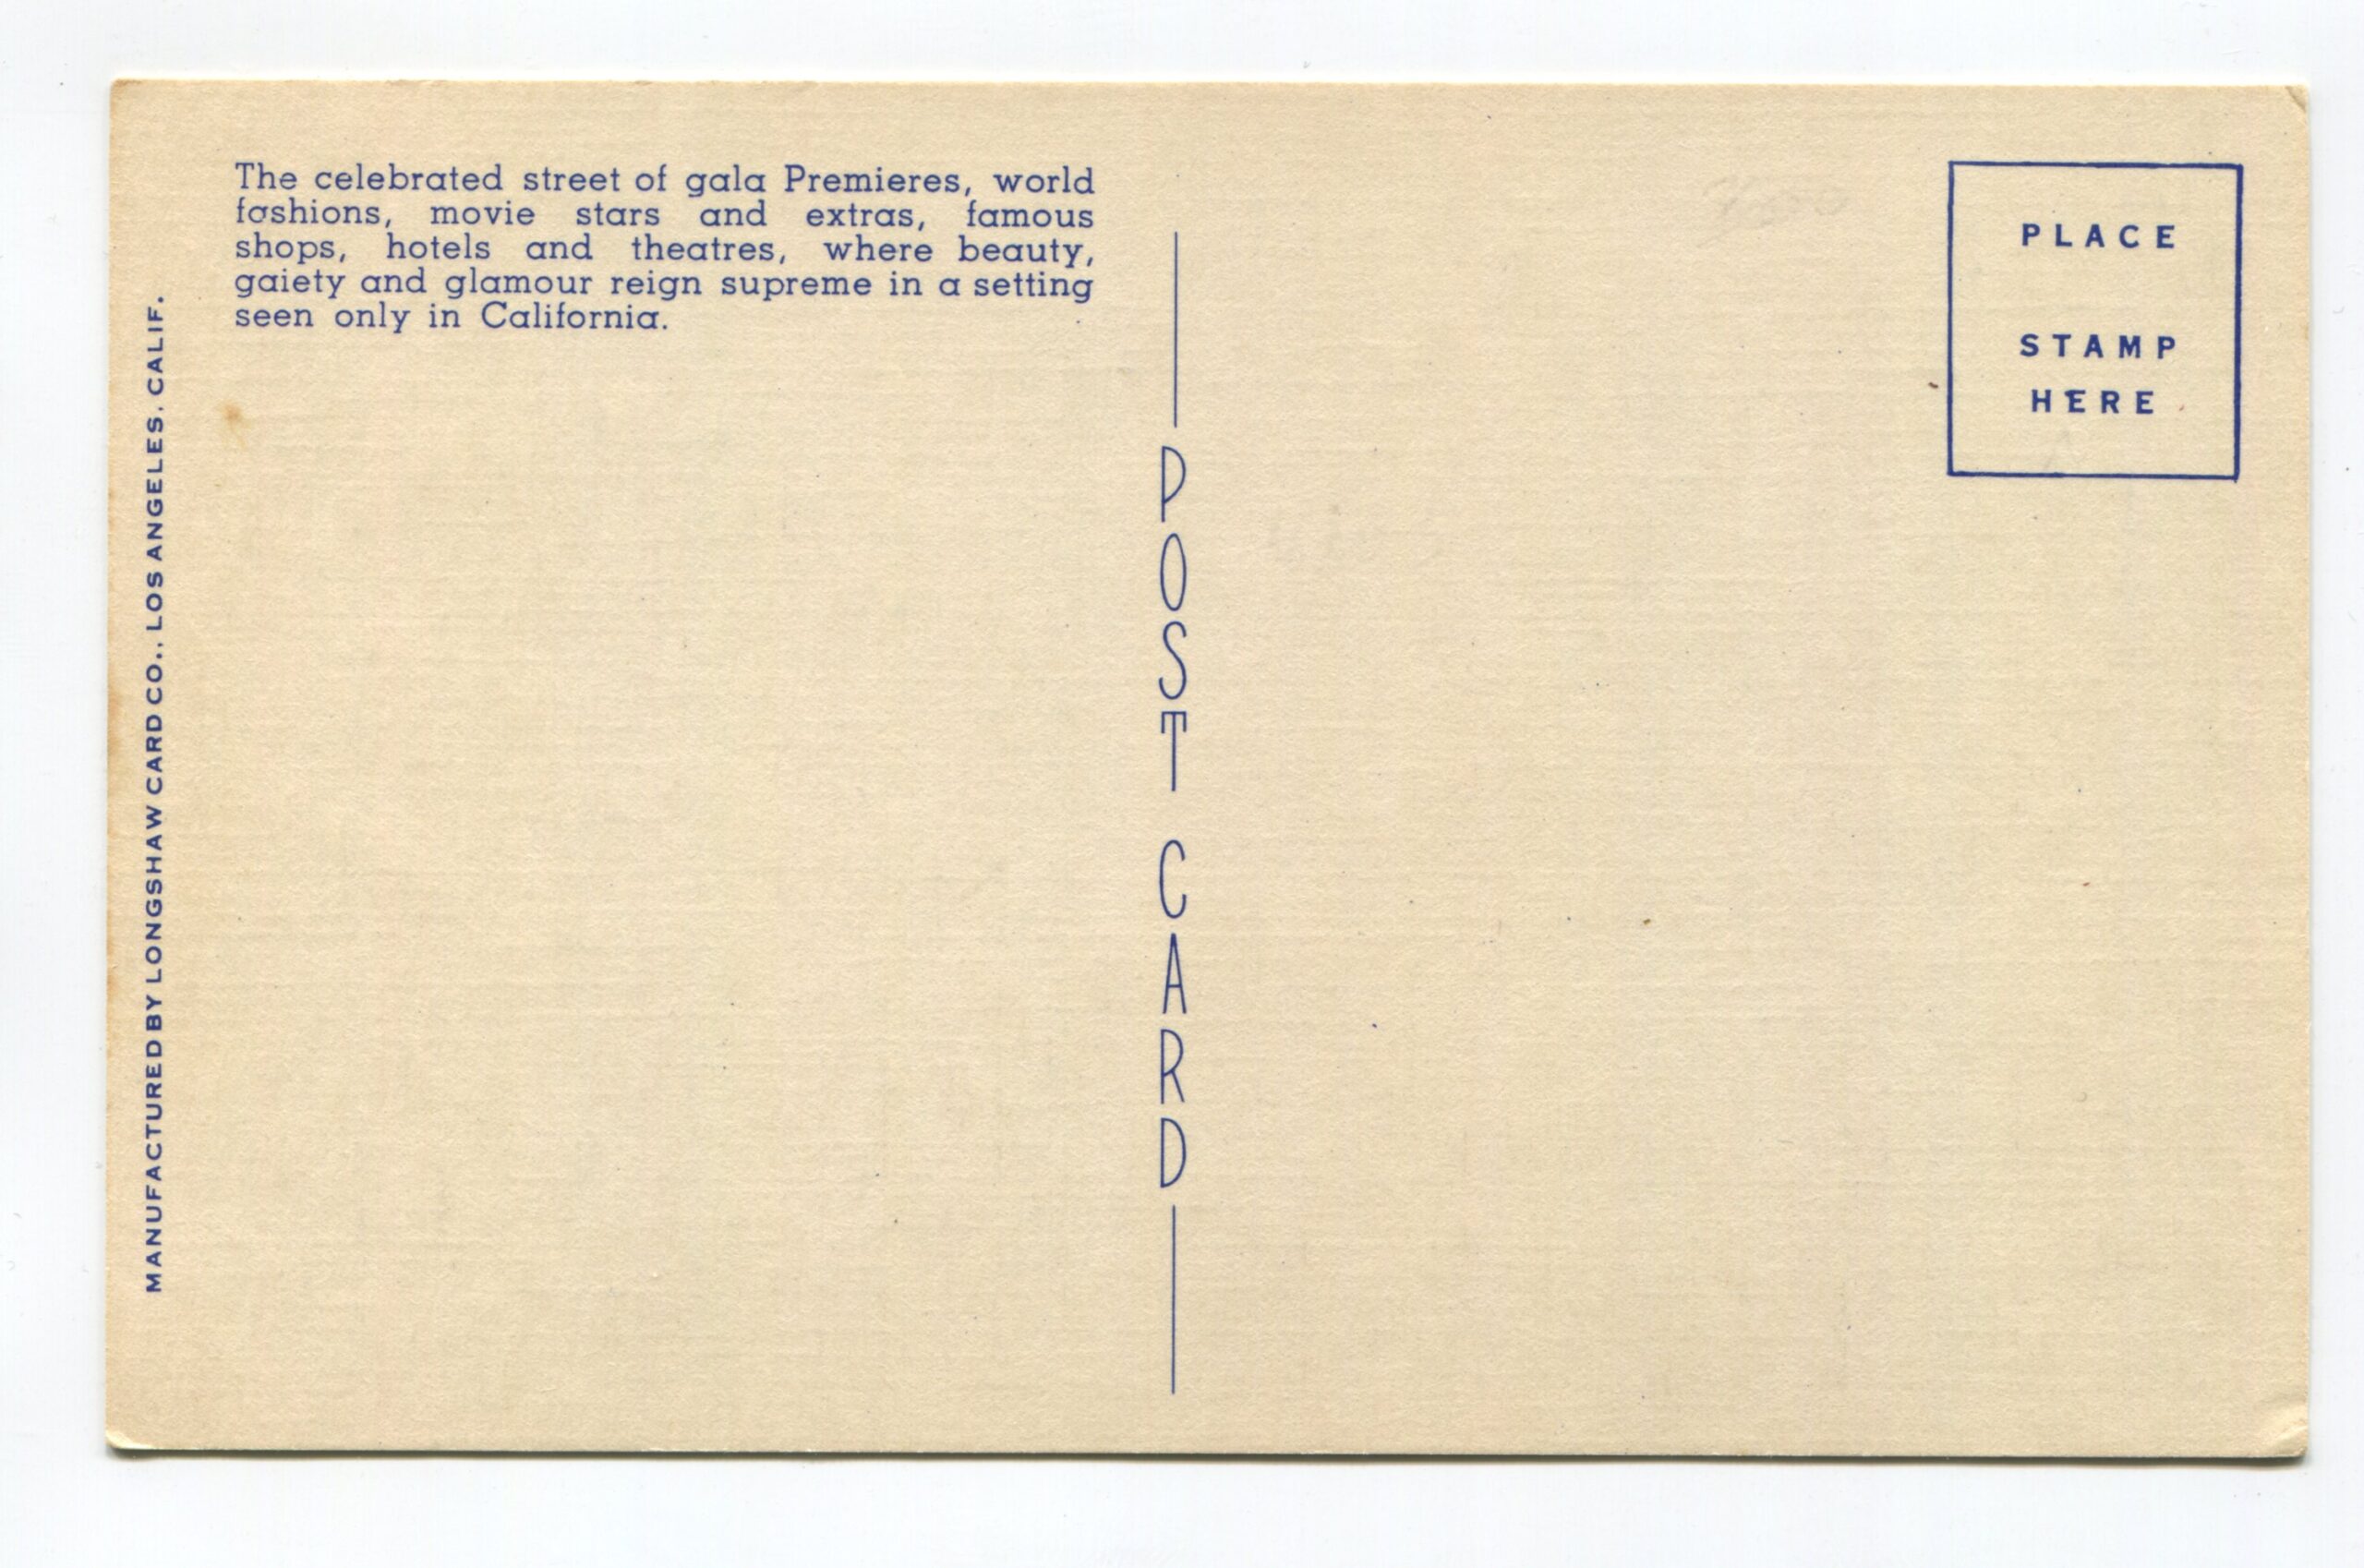 The celebrated street of gala Premieres, world
fashions, movie stars and extras, famous
shops, hotels and theatres, where beauty,
gaiety and glamour reign supreme in a setting
seen only in California.
MANUFACTURED BY LONGSHAW CARD CO., LOS ANGELES, CALIF.
POST CARD
PLACE
STAMP
HERE